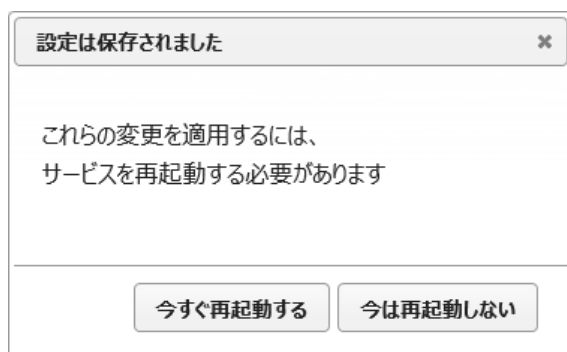 設定は保存されました
これらの変更を適用するには、
サービスを再起動する必要があります
今すぐ再起動する 今は再起動しない